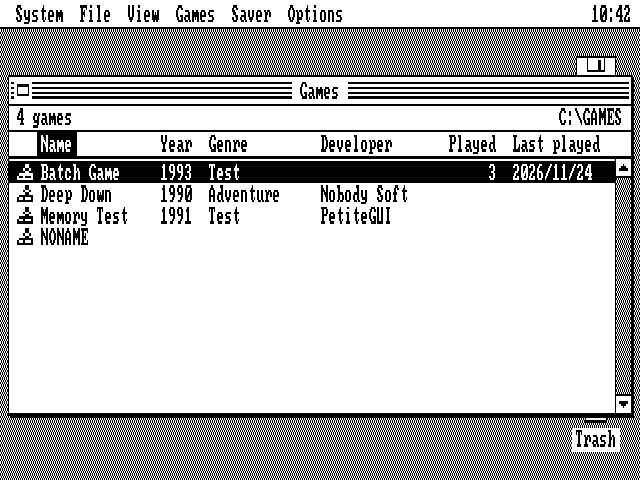 System File View Games Saver Options 10:42
Games
4 games C:\GAMES
Name Year Genre Developer Played Last played
Batch Game 1993 Test 3 2026/11/24
Deep Down 1990 Adventure Nobody Soft
Memory Test 1991 Test PetiteGUI
NONAME
Trash